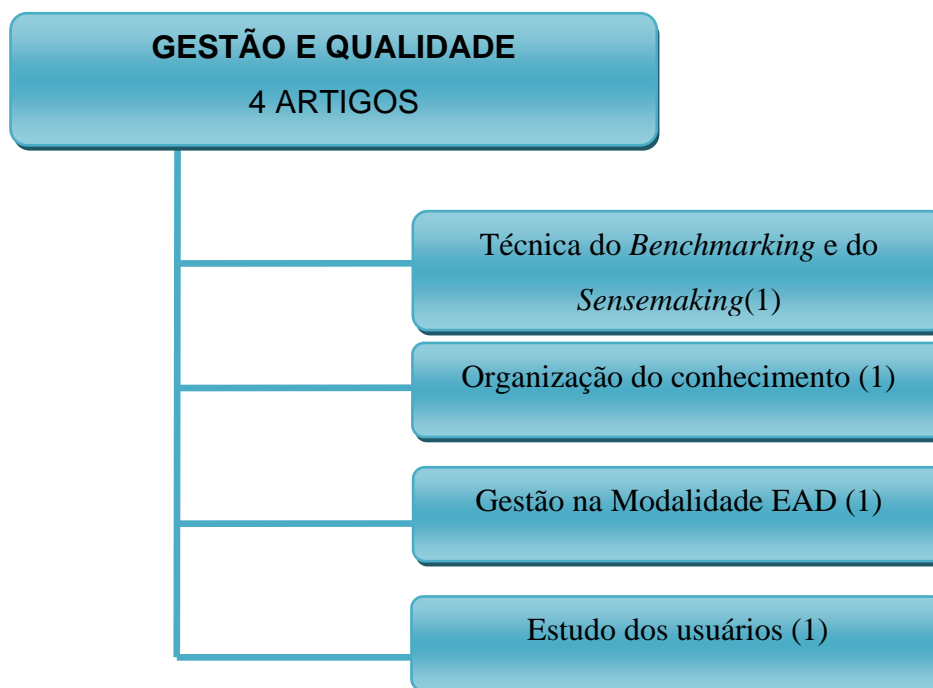 GESTÃO E QUALIDADE
4 ARTIGOS
Técnica do Benchmarking e do
Sensemaking(1)
Organização do conhecimento (1)
Gestão na Modalidade EAD (1)
Estudo dos usuários (1)